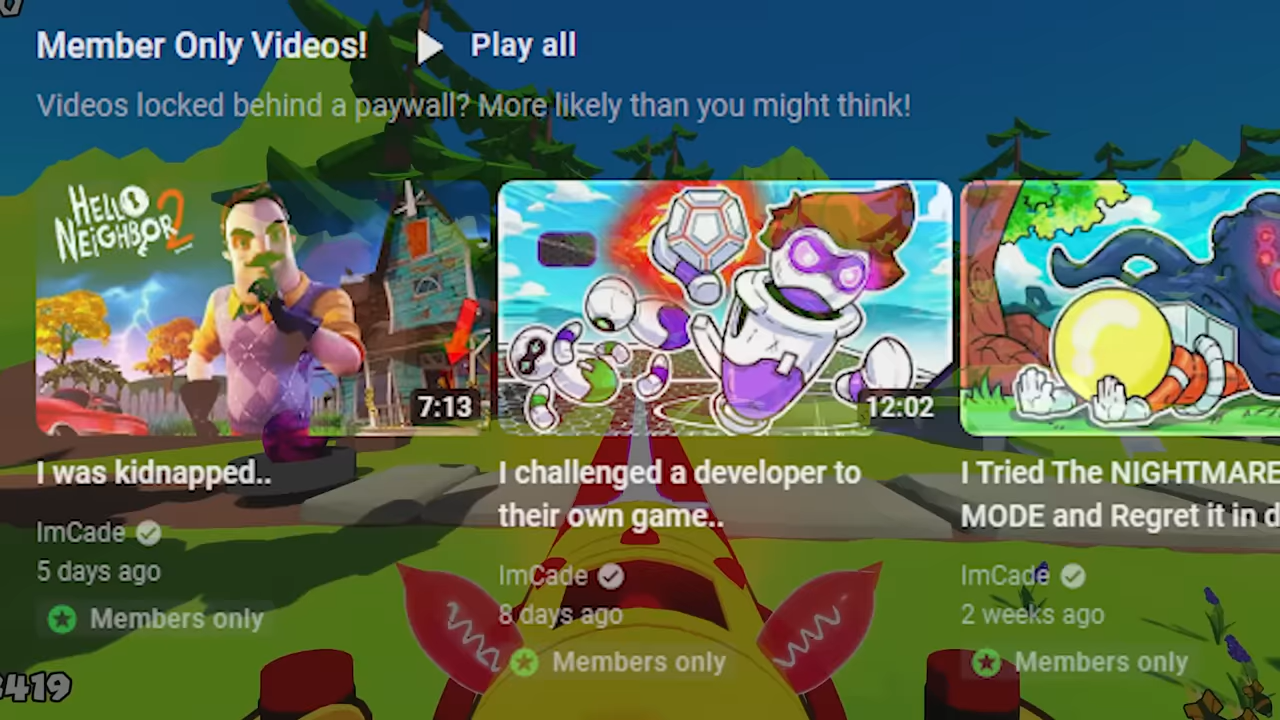 Member Only Videos! Play all
Videos locked behind a paywall? More likely than you might think!
HELLO
NEIGHBOR 2
7:13
12:02
I was kidnapped..
I challenged a developer to
their own game..
I Tried The NIGHTMARE
MODE and Regret it in d
ImCade
5 days ago
Members only
ImCade
8 days ago
Members only
ImCade
2 weeks ago
Members only
3419